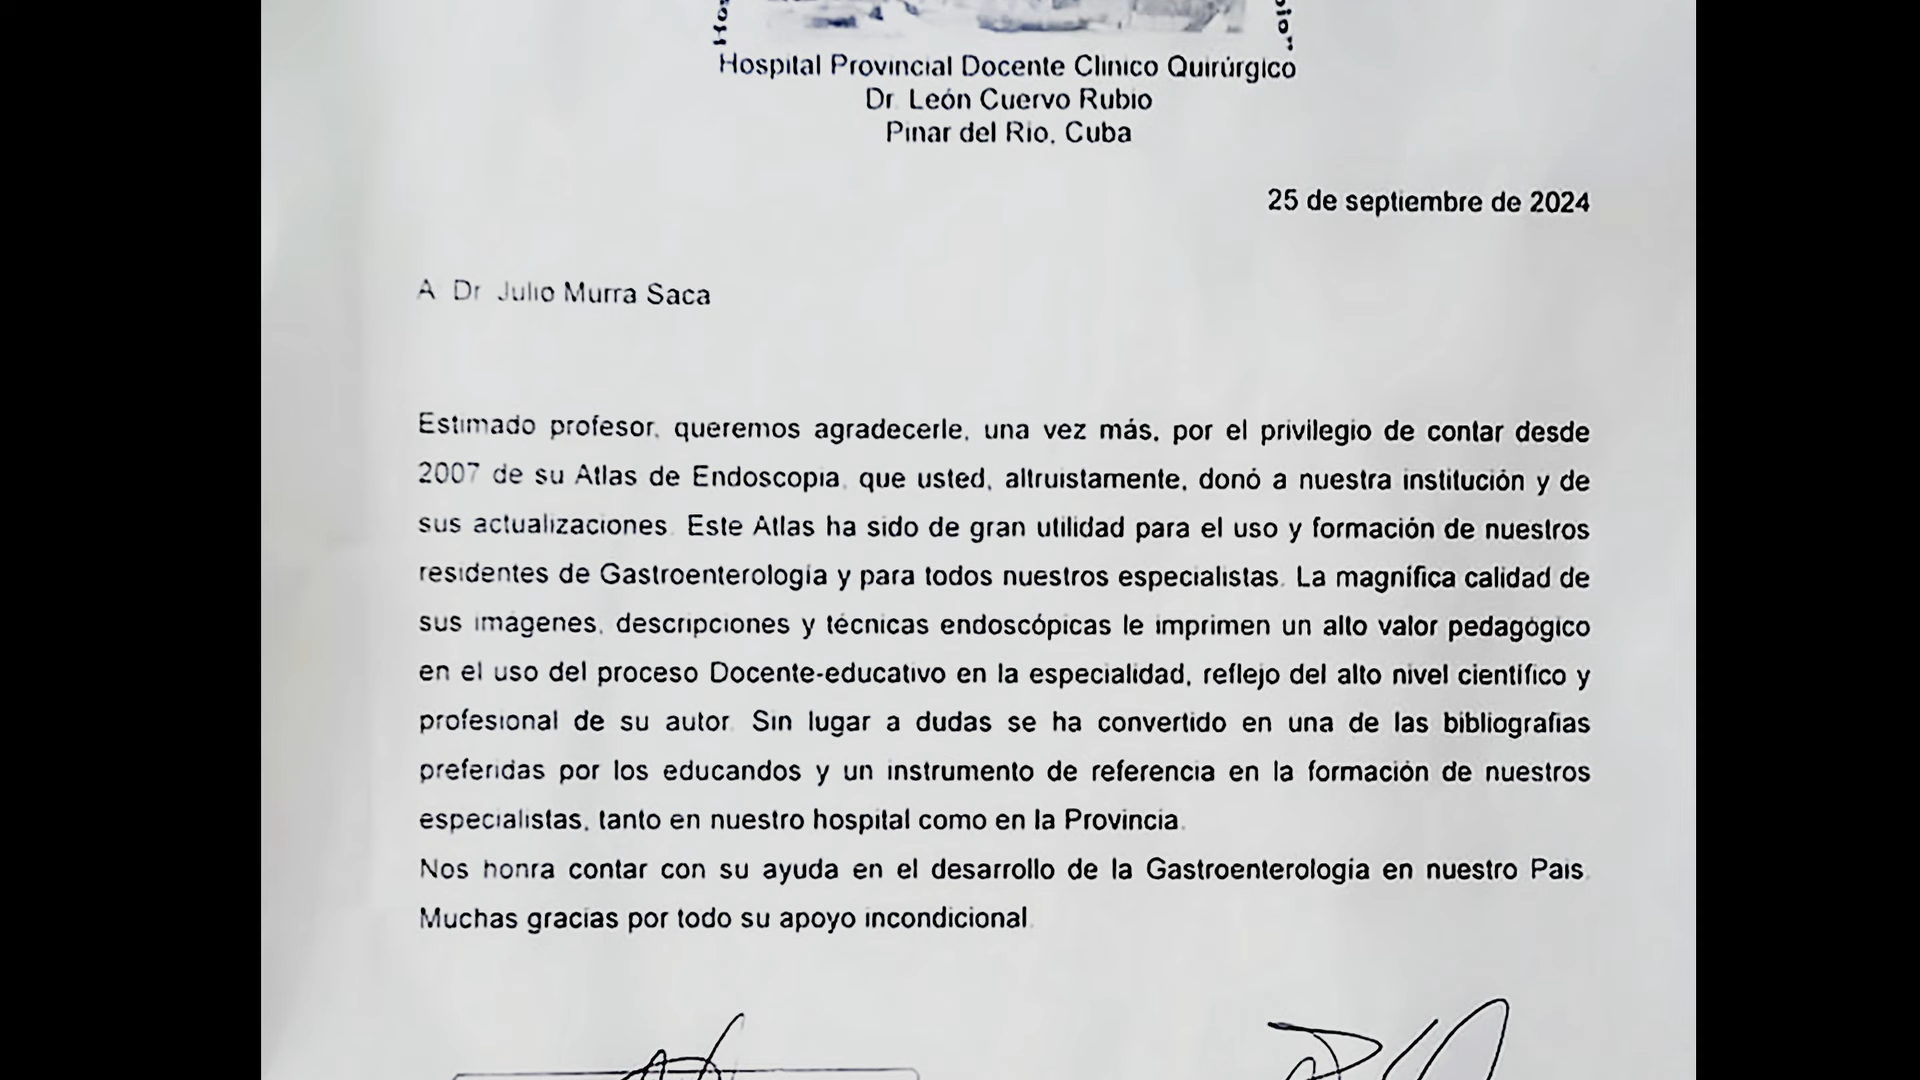 Hospital Provincial Docente Clinico Quirúrgico
Dr. León Cuervo Rubio
Pinar del Rio, Cuba
25 de septiembre de 2024
A Dr Julio Murra Saca
Estimado profesor, queremos agradecerle, una vez más, por el privilegio de contar desde
2007 de su Atlas de Endoscopia, que usted, altruistamente, donó a nuestra institución y de
sus actualizaciones. Este Atlas ha sido de gran utilidad para el uso y formación de nuestros
residentes de Gastroenterología y para todos nuestros especialistas. La magnífica calidad de
sus imágenes, descripciones y técnicas endoscópicas le imprimen un alto valor pedagógico
en el uso del proceso Docente-educativo en la especialidad, reflejo del alto nivel científico y
profesional de su autor. Sin lugar a dudas se ha convertido en una de las bibliografías
preferidas por los educandos y un instrumento de referencia en la formación de nuestros
especialistas, tanto en nuestro hospital como en la Provincia.
Nos honra contar con su ayuda en el desarrollo de la Gastroenterología en nuestro Pais.
Muchas gracias por todo su apoyo incondicional.